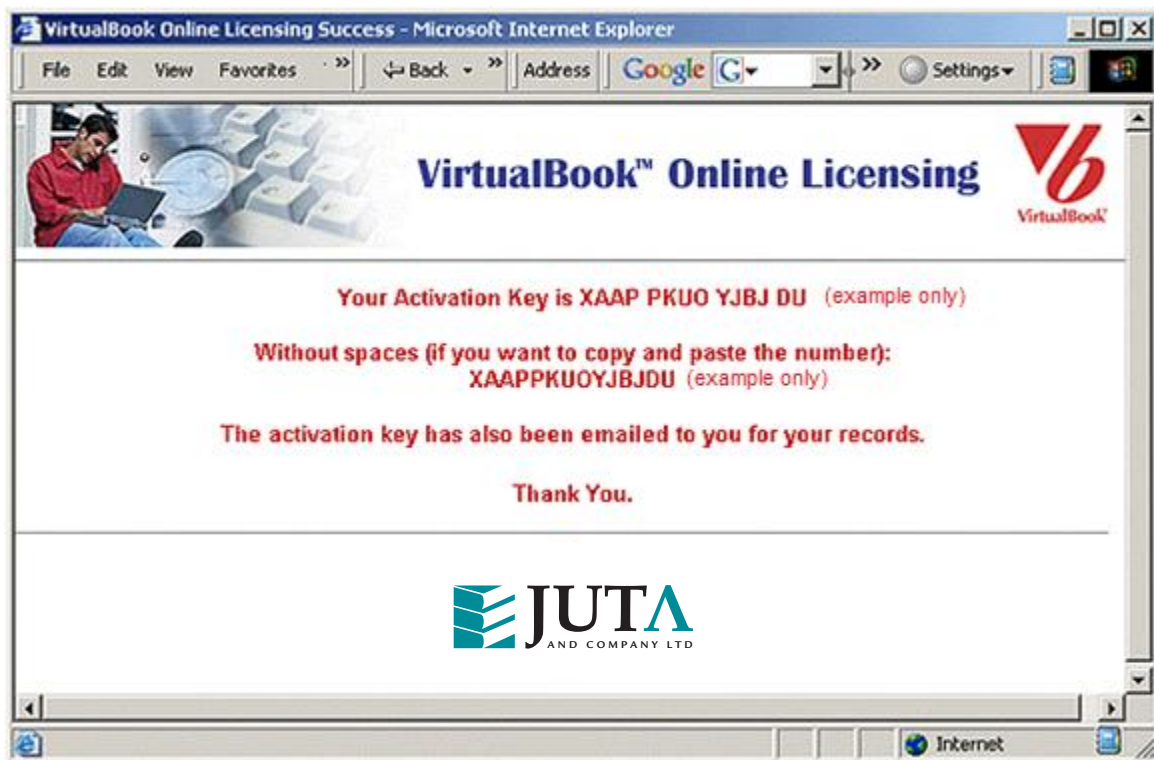 VirtualBook Online Licensing Success - Microsoft Internet Explorer
File Edit View Favorites » Back » Address Google G » Settings
VirtualBook™ Online Licensing
VirtualBook
Your Activation Key is XAAP PKUO YJBJ DU (example only)
Without spaces (if you want to copy and paste the number):
XAAPPKUOYJBJDU (example only)
The activation key has also been emailed to you for your records.
Thank You.
JUTA
AND COMPANY LTD
Internet